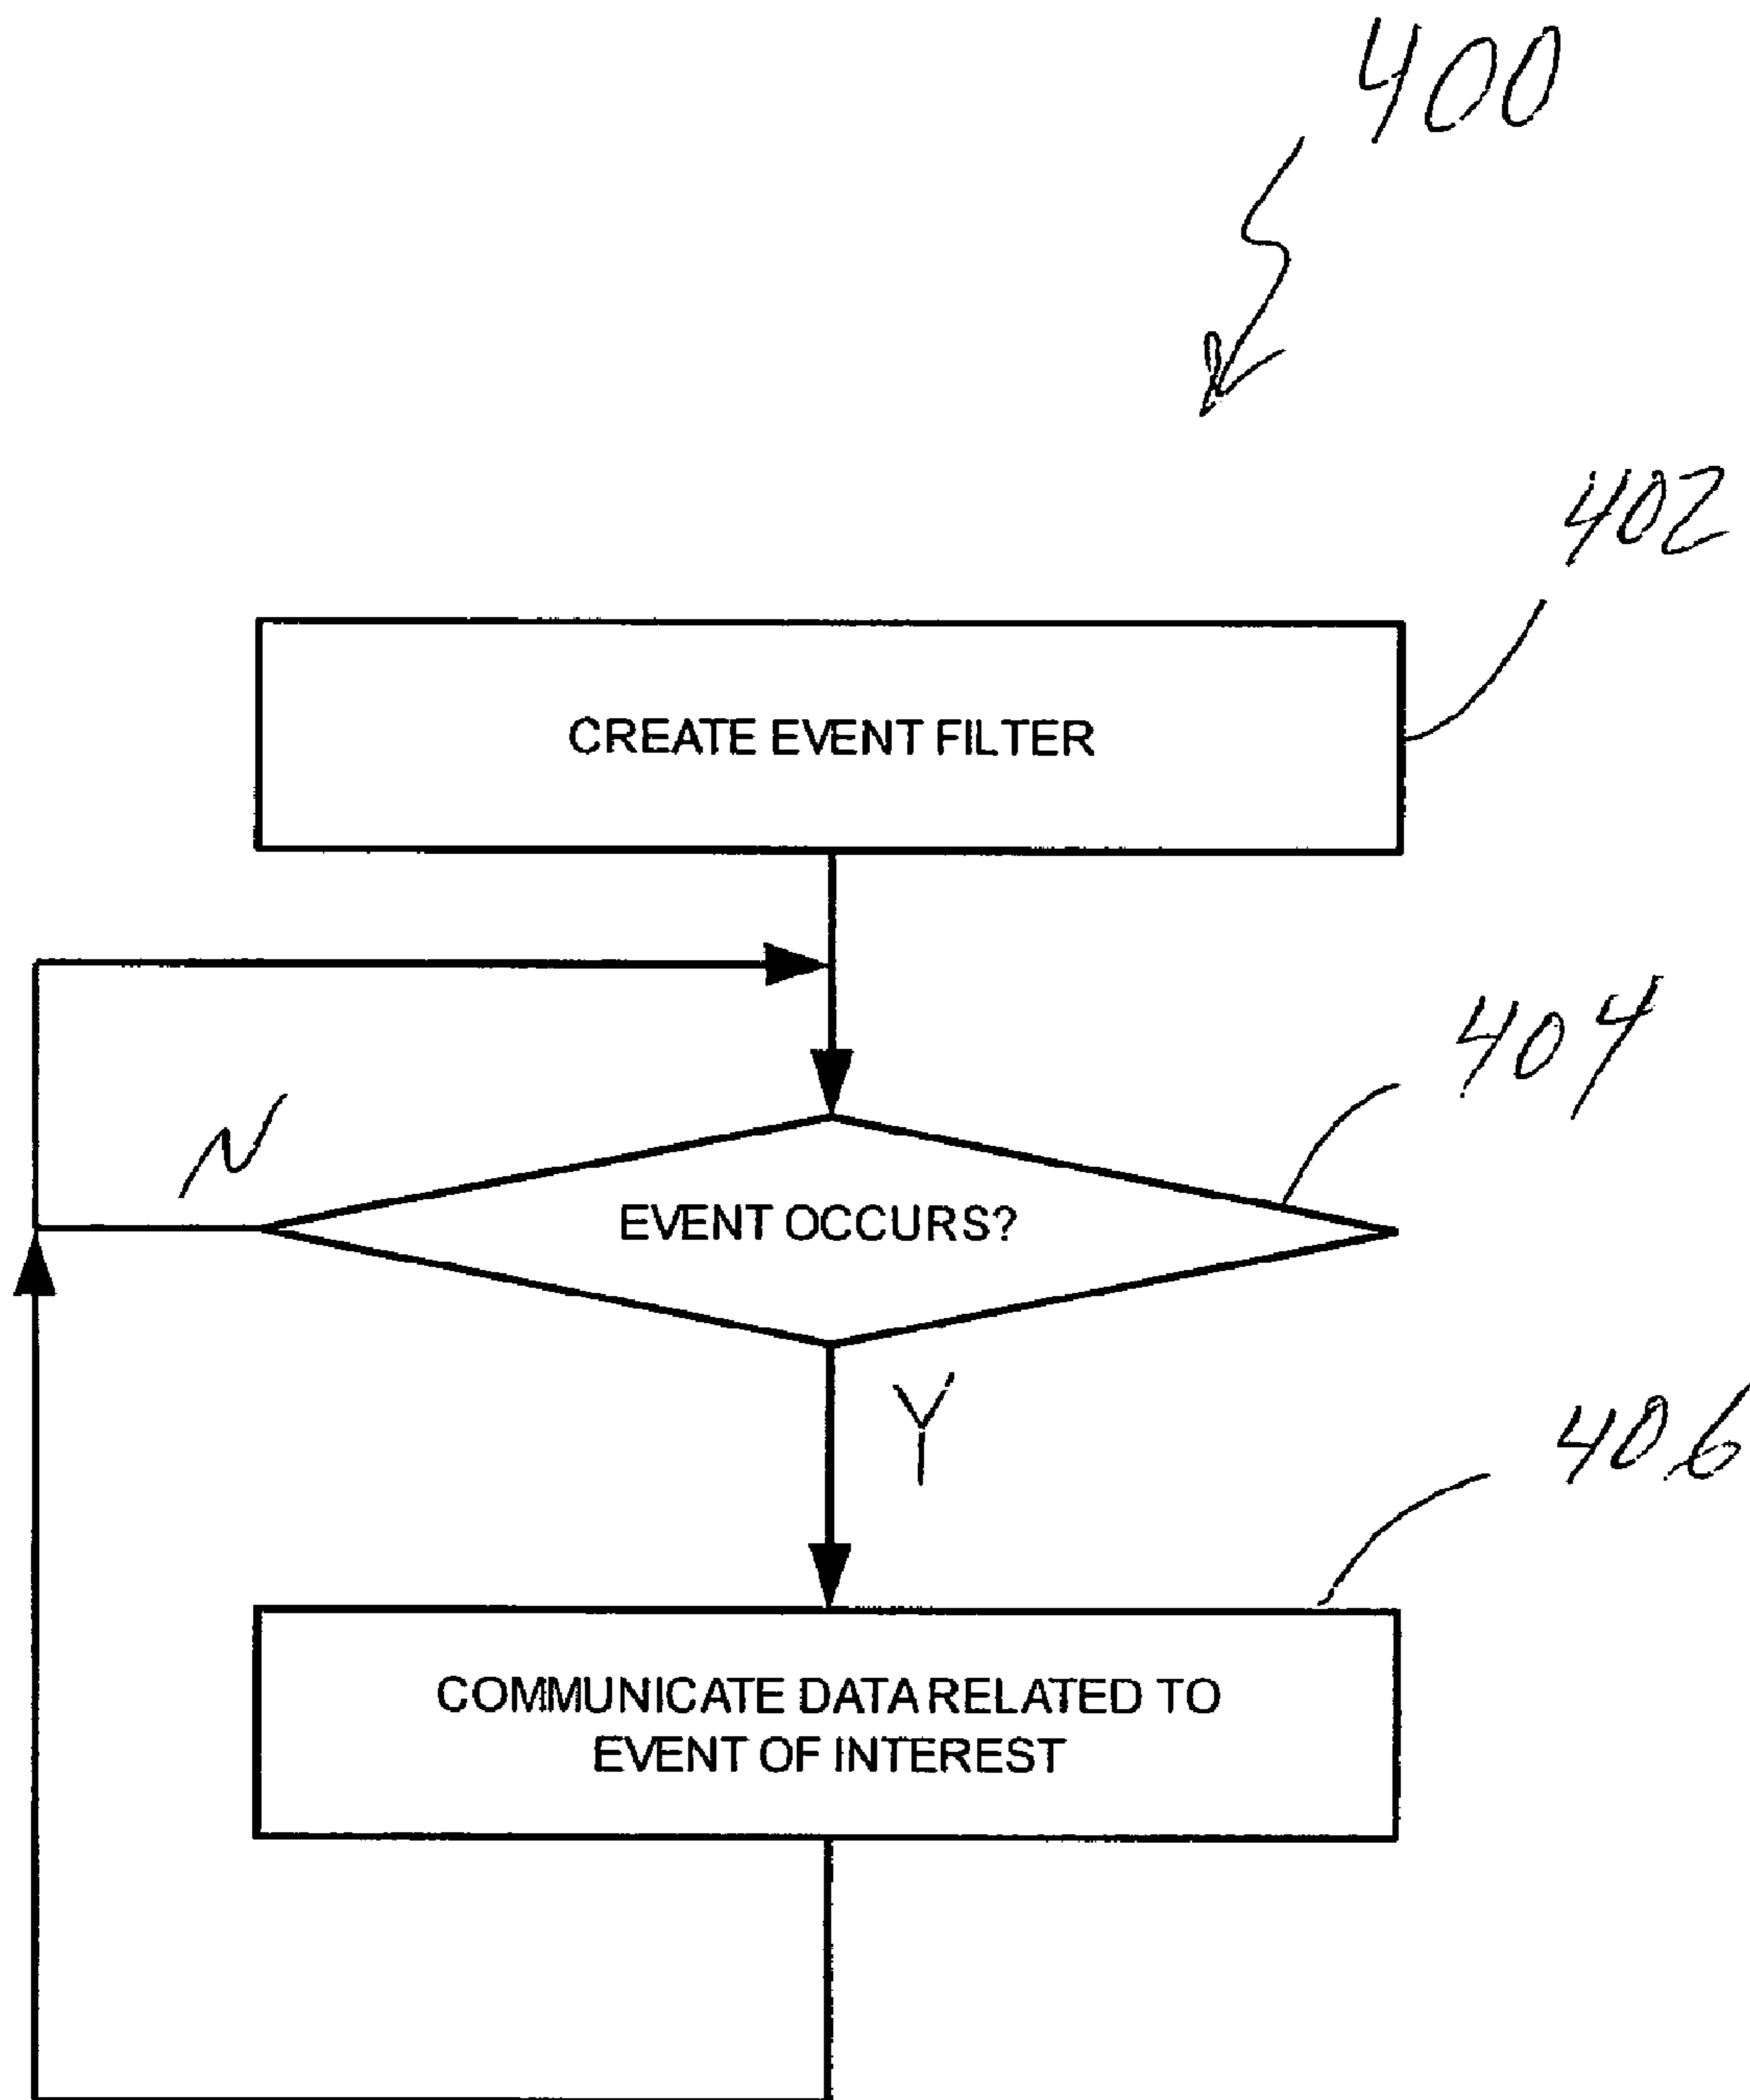 400
402
CREATE EVENT FILTER
404
N
EVENT OCCURS?
Y
406
COMMUNICATE DATA RELATED TO
EVENT OF INTEREST